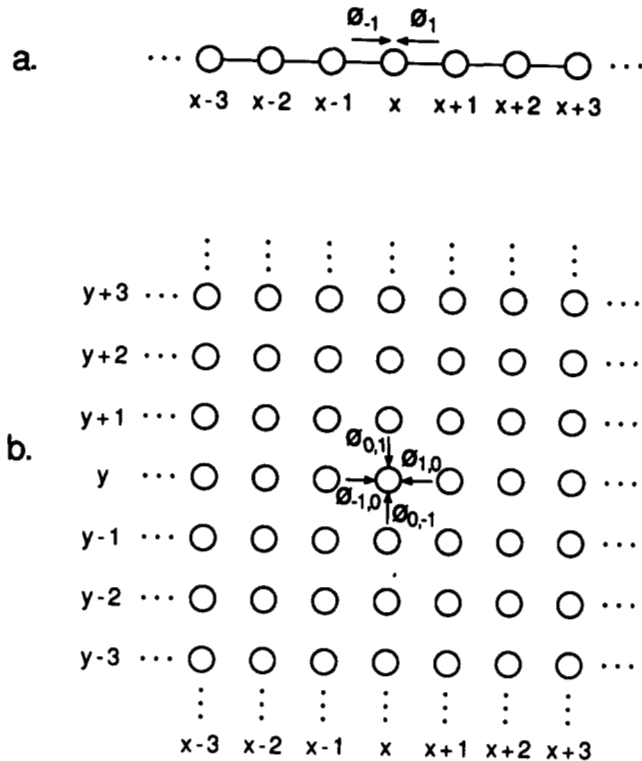 Ø-1 Ø1
a. ... ...
x-3 x-2 x-1 x x+1 x+2 x+3
y+3 ... ...
y+2 ... ...
y+1 ... ...
Ø0,1
b.
y ... Ø1,0 ...
Ø-1,0
Ø0,-1
y-1 ... ...
y-2 ... ...
y-3 ... ...
x-3 x-2 x-1 x x+1 x+2 x+3